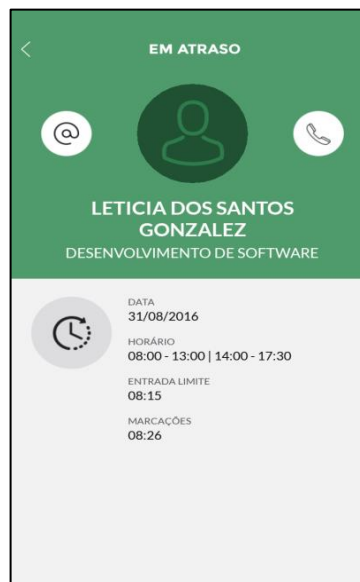 EM ATRASO
@
LETICIA DOS SANTOS
GONZALEZ
DESENVOLVIMENTO DE SOFTWARE
DATA
31/08/2016
HORÁRIO
08:00 - 13:00 | 14:00 - 17:30
ENTRADA LIMITE
08:15
MARCAÇÕES
08:26